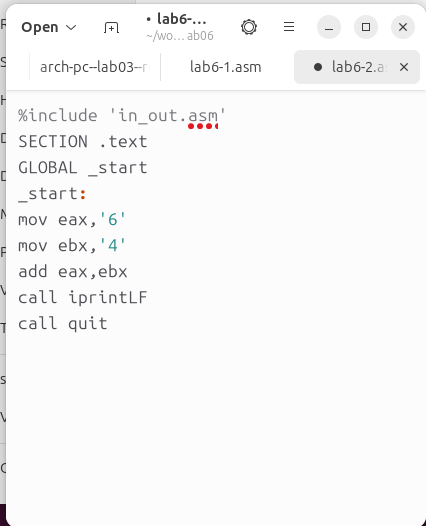 Open
• lab6-...
~/wo...ab06
arch-pc--lab03--r
lab6-1.asm
lab6-2.as
%include 'in_out.asm'
SECTION .text
GLOBAL _start
_start:
mov eax,'6'
mov ebx,'4'
add eax,ebx
call iprintLF
call quit